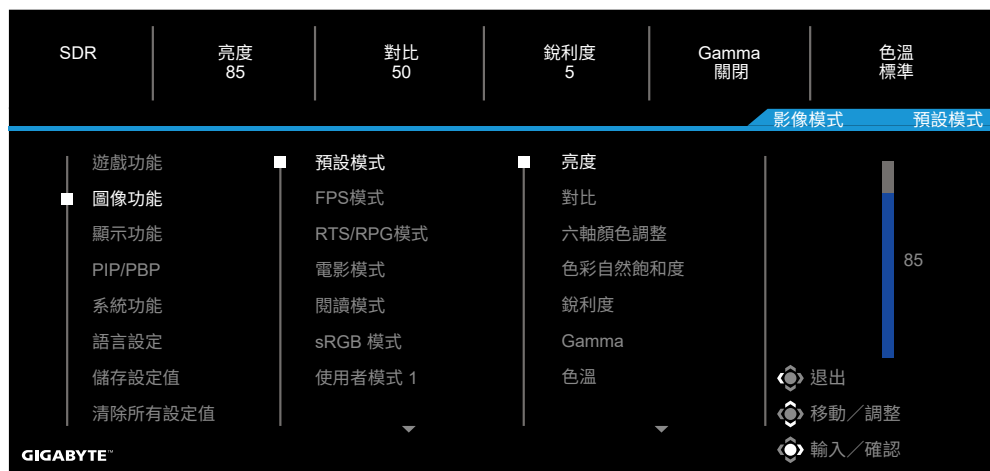 SDR
亮度
85
對比
50
銳利度
5
Gamma
關閉
色溫
標準
影像模式 預設模式
遊戲功能
圖像功能
顯示功能
PIP/PBP
系統功能
語言設定
儲存設定值
清除所有設定值
預設模式
FPS模式
RTS/RPG模式
電影模式
閱讀模式
sRGB 模式
使用者模式 1
亮度
對比
六軸顏色調整
色彩自然飽和度
銳利度
Gamma
色溫
85
退出
移動／調整
輸入／確認
GIGABYTE™